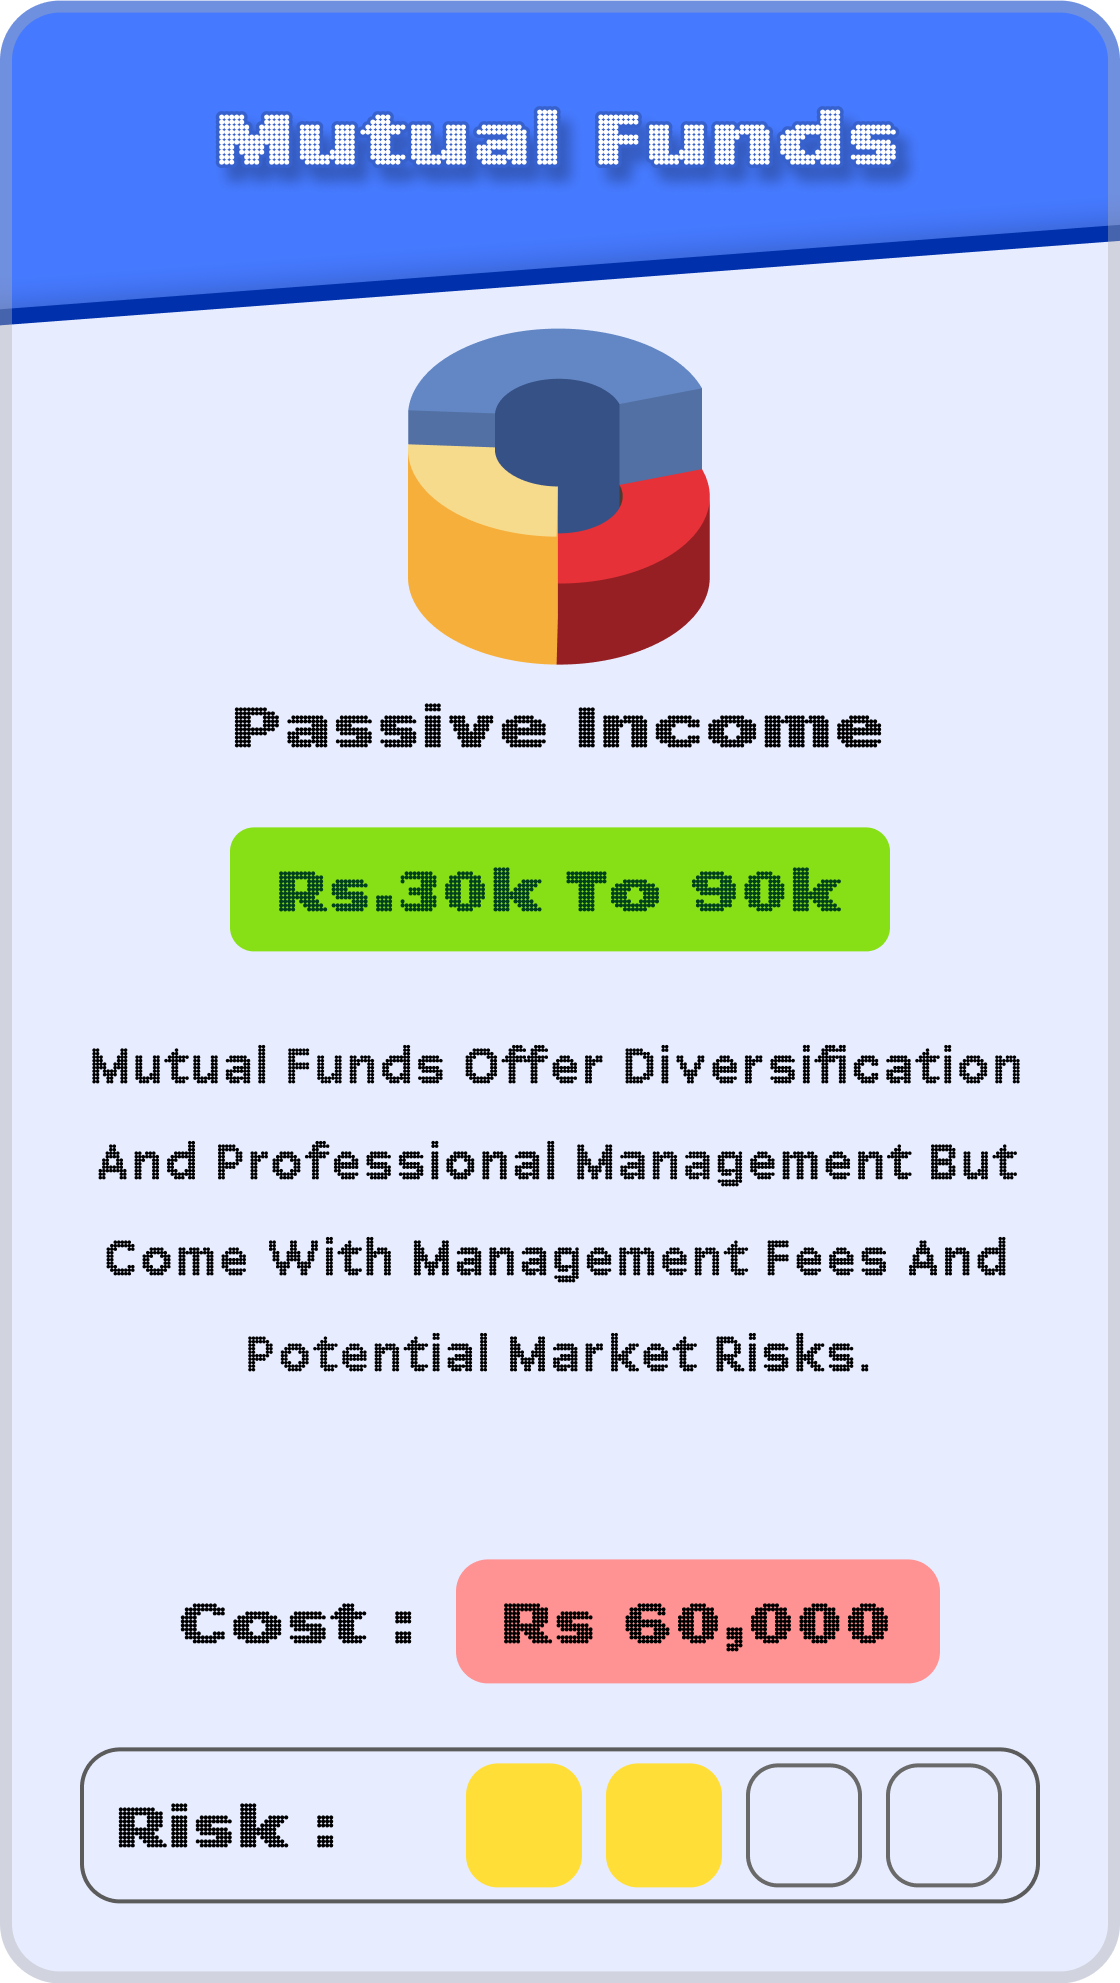 Mutual Funds
Passive Income
Rs.30k To 90k
Mutual Funds Offer Diversification
And Professional Management But
Come With Management Fees And
Potential Market Risks.
Cost : Rs 60,000
Risk :